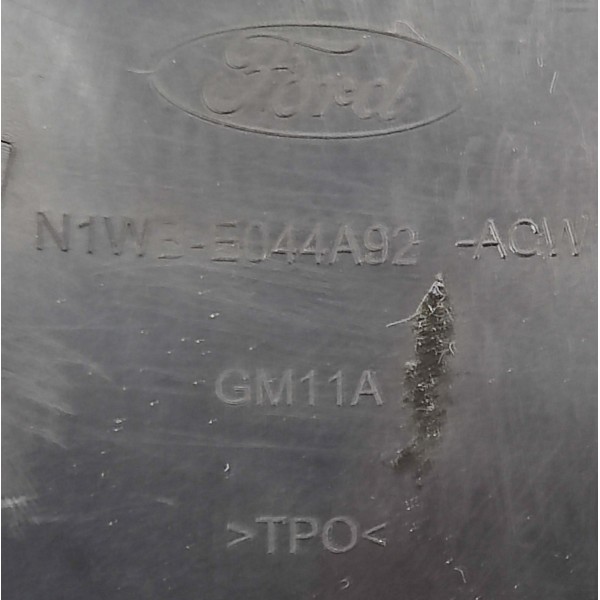 Ford
N1WB-E044A92 -ACW
GM11A
>TPO<